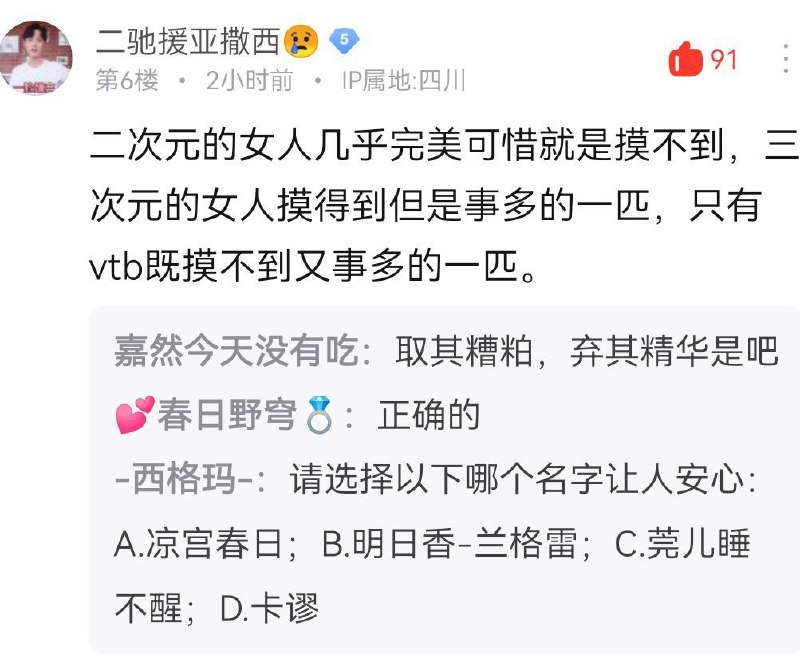 二驰援亚撒西😢 5
91
第6楼 • 2小时前 • IP属地:四川
二次元的女人几乎完美可惜就是摸不到，三
次元的女人摸得到但是事多的一匹，只有
vtb既摸不到又事多的一匹。
嘉然今天没有吃：取其糟粕，弃其精华是吧
💕春日野穹💍：正确的
-西格玛-：请选择以下哪个名字让人安心：
A.凉宫春日；B.明日香-兰格雷；C.莞儿睡
不醒；D.卡谬